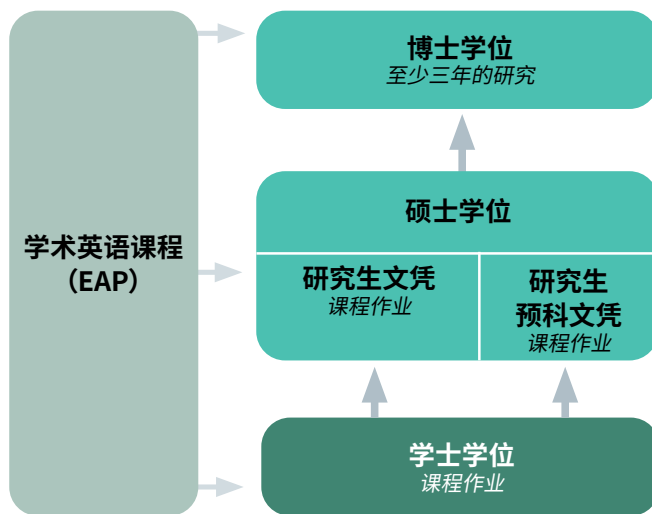 学术英语课程
（EAP）
博士学位
至少三年的研究
硕士学位
研究生文凭
课程作业
研究生
预科文凭
课程作业
学士学位
课程作业